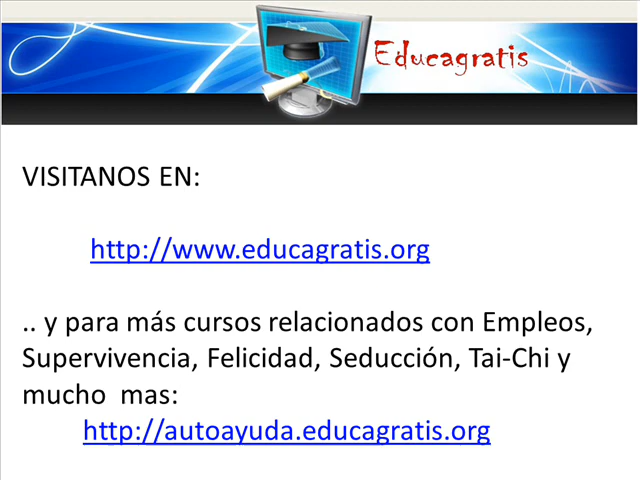 Educagratis
VISITANOS EN:
http://www.educagratis.org
.. y para más cursos relacionados con Empleos,
Supervivencia, Felicidad, Seducción, Tai-Chi y
mucho  mas:
http://autoayuda.educagratis.org